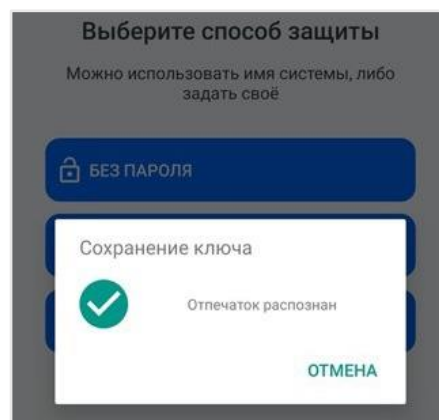 Выберите способ защиты
Можно использовать имя системы, либо
задать своё
БЕЗ ПАРОЛЯ
Сохранение ключа
Отпечаток распознан
ОТМЕНА